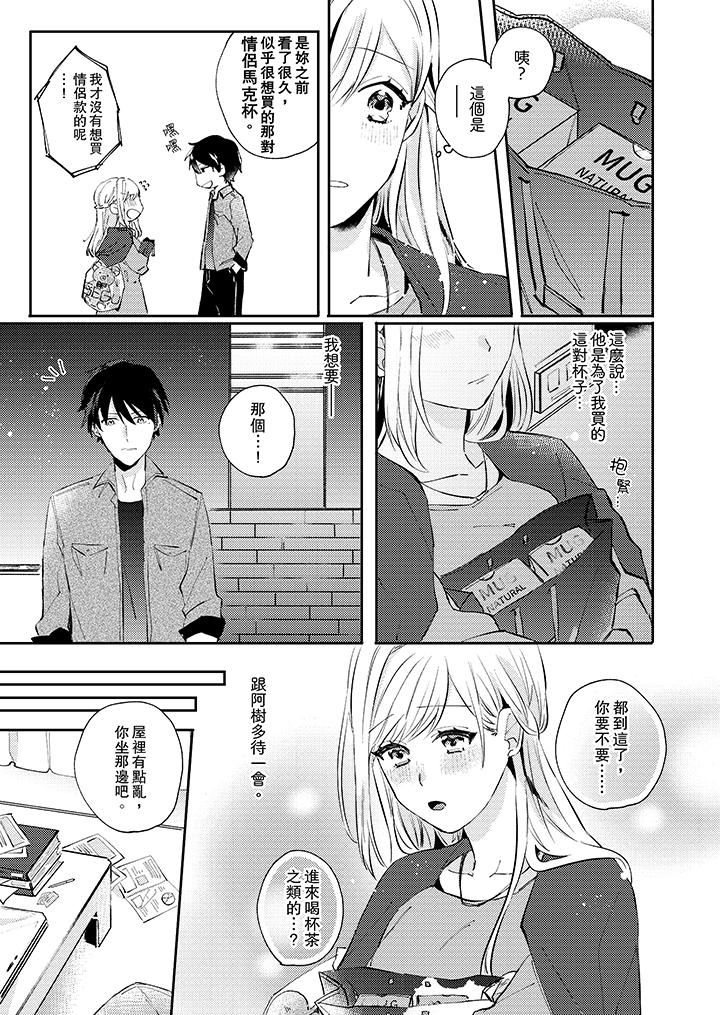 咦？
這個是
——
MUG
NATURAL
MUG
是妳之前
看了很久，
似乎很想買的那對
情侶馬克杯。
嘿
嘿
我才沒有想買
情侶款的呢
…！
這麼說…
他是為了我買的
這對杯子…
抱緊…
MUG
NATURAL
MUG
我想要——
那個…！
都到這了，
你要不要……
進來喝杯茶
之類的…？
MUG
跟阿樹多待一會。
屋裡有點亂，
你坐那邊吧。